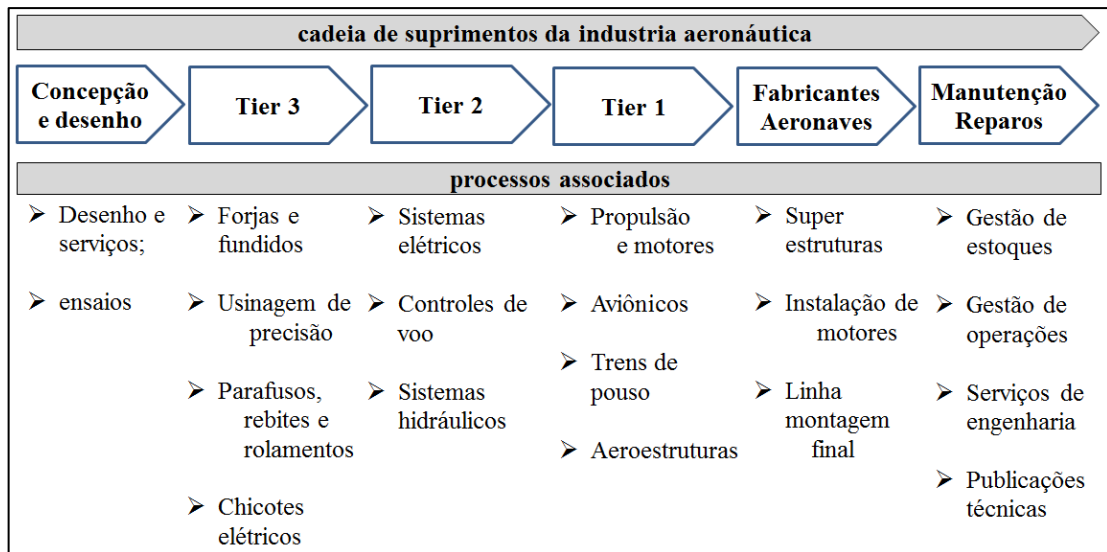 cadeia de suprimentos da industria aeronáutica
Concepção
e desenho
Tier 3
Tier 2
Tier 1
Fabricantes
Aeronaves
Manutenção
Reparos
processos associados
Desenho e
serviços;
ensaios
Forjas e
fundidos
Usinagem de
precisão
Parafusos,
rebites e
rolamentos
Chicotes
elétricos
Sistemas
elétricos
Controles de
voo
Sistemas
hidráulicos
Propulsão
e motores
Aviônicos
Trens de
pouso
Aeroestruturas
Super
estruturas
Instalação de
motores
Linha
montagem
final
Gestão de
estoques
Gestão de
operações
Serviços de
engenharia
Publicações
técnicas